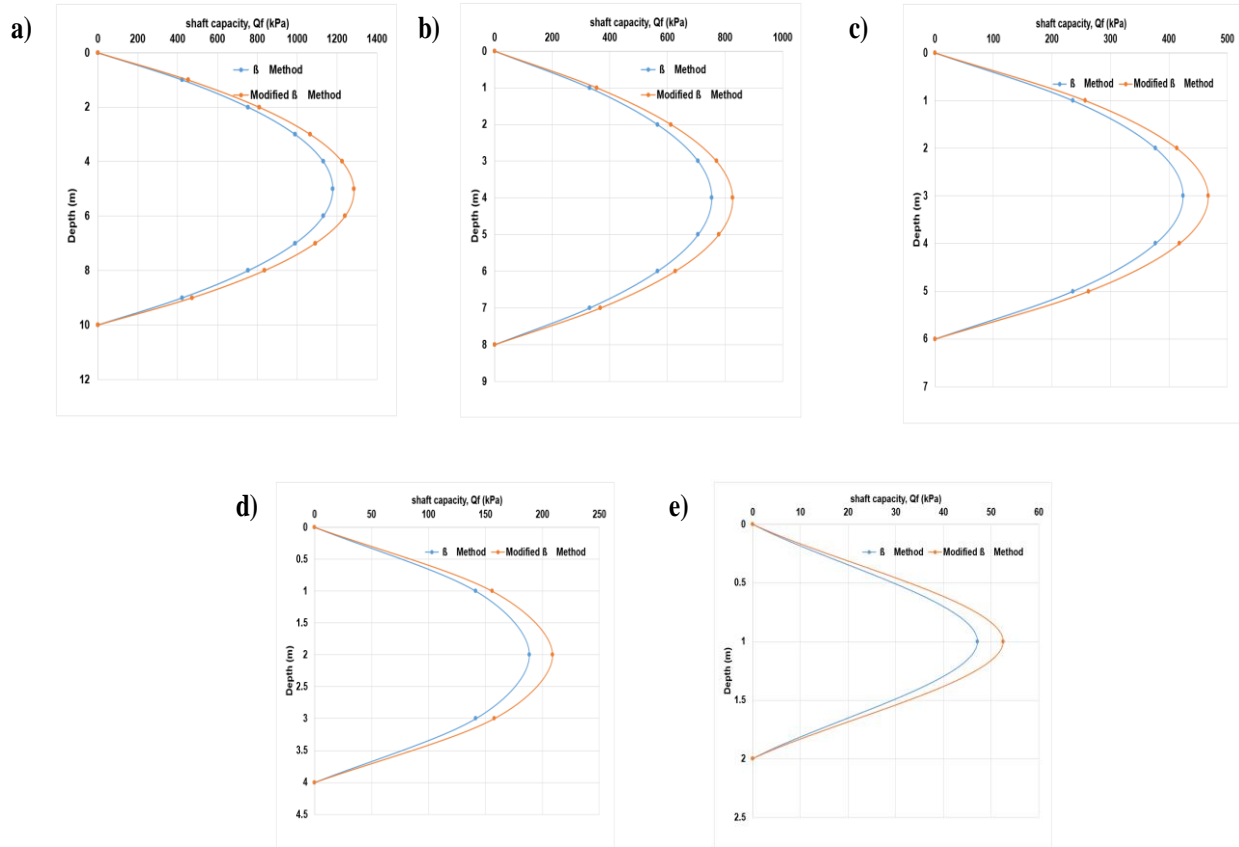 a)
shaft capacity, Qf (kPa)
0 200 400 600 800 1000 1200 1400
0
2
4
6
8
10
12
Depth (m)
ß Method
Modified ß Method
b)
shaft capacity, Qf (kPa)
0 200 400 600 800 1000
0
1
2
3
4
5
6
7
8
9
Depth (m)
ß Method
Modified ß Method
c)
shaft capacity, Qf (kPa)
0 100 200 300 400 500
0
1
2
3
4
5
6
7
Depth (m)
ß Method Modified ß Method
d)
shaft capacity, Qf (kPa)
0 50 100 150 200 250
0
0.5
1
1.5
2
2.5
3
3.5
4
4.5
Depth (m)
ß Method Modified ß Method
e)
shaft capacity, Qf (kPa)
0 10 20 30 40 50 60
0
0.5
1
1.5
2
2.5
Depth (m)
ß Method Modified ß Method